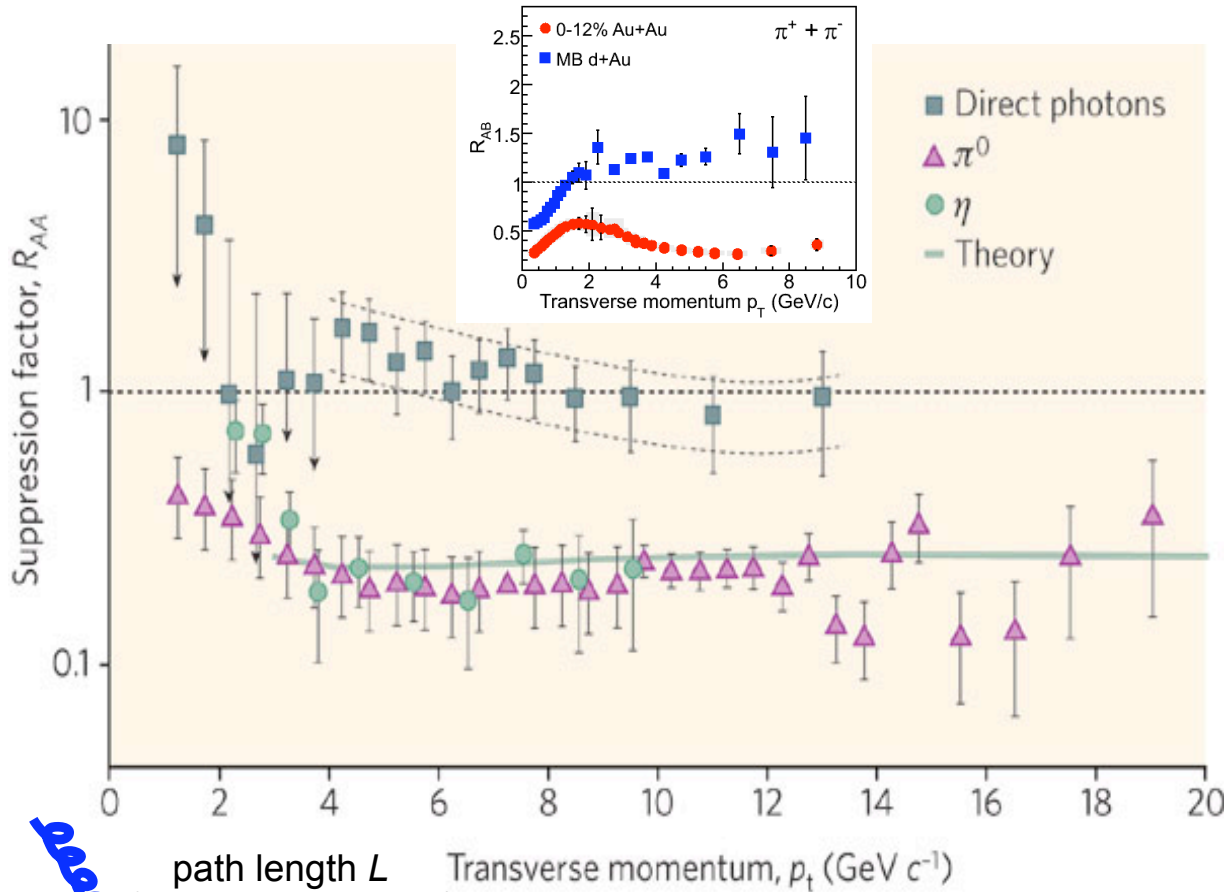 0-12% Au+Au
MB d+Au
π⁺ + π⁻
2.5
2
1.5
1
0.5
R_AB
0 2 4 6 8 10
Transverse momentum p_T (GeV/c)
Direct photons
π⁰
η
Theory
Suppression factor, R_AA
10
1
0.1
0 2 4 6 8 10 12 14 16 18 20
path length L
Transverse momentum, p_t (GeV c⁻¹)